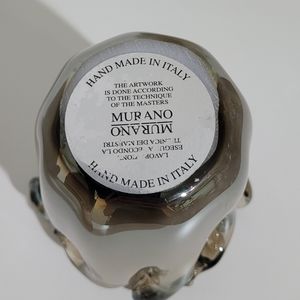 HAND MADE IN ITALY
THE ARTWORK
IS DONE ACCORDING
TO THE TECHNIQUE
OF THE MASTERS
MURANO
MURANO
HAND MADE IN ITALY